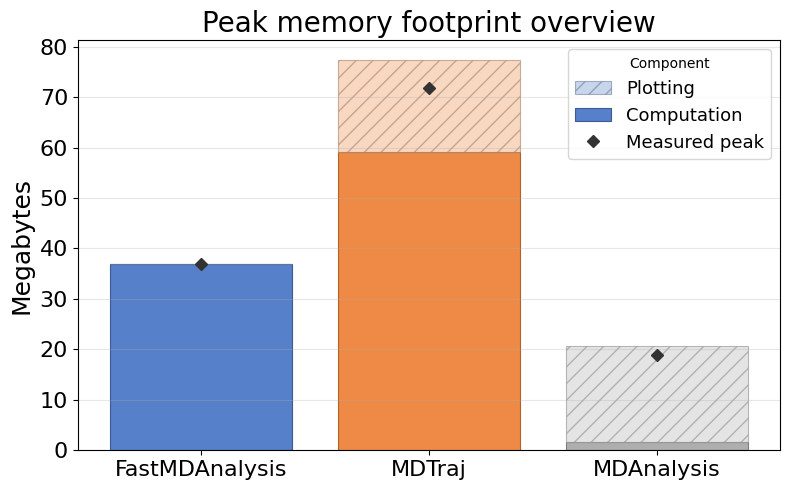 Peak memory footprint overview
Megabytes
80
70
60
50
40
30
20
10
0
FastMDAnalysis
MDTraj
MDAnalysis
Component
Plotting
Computation
Measured peak